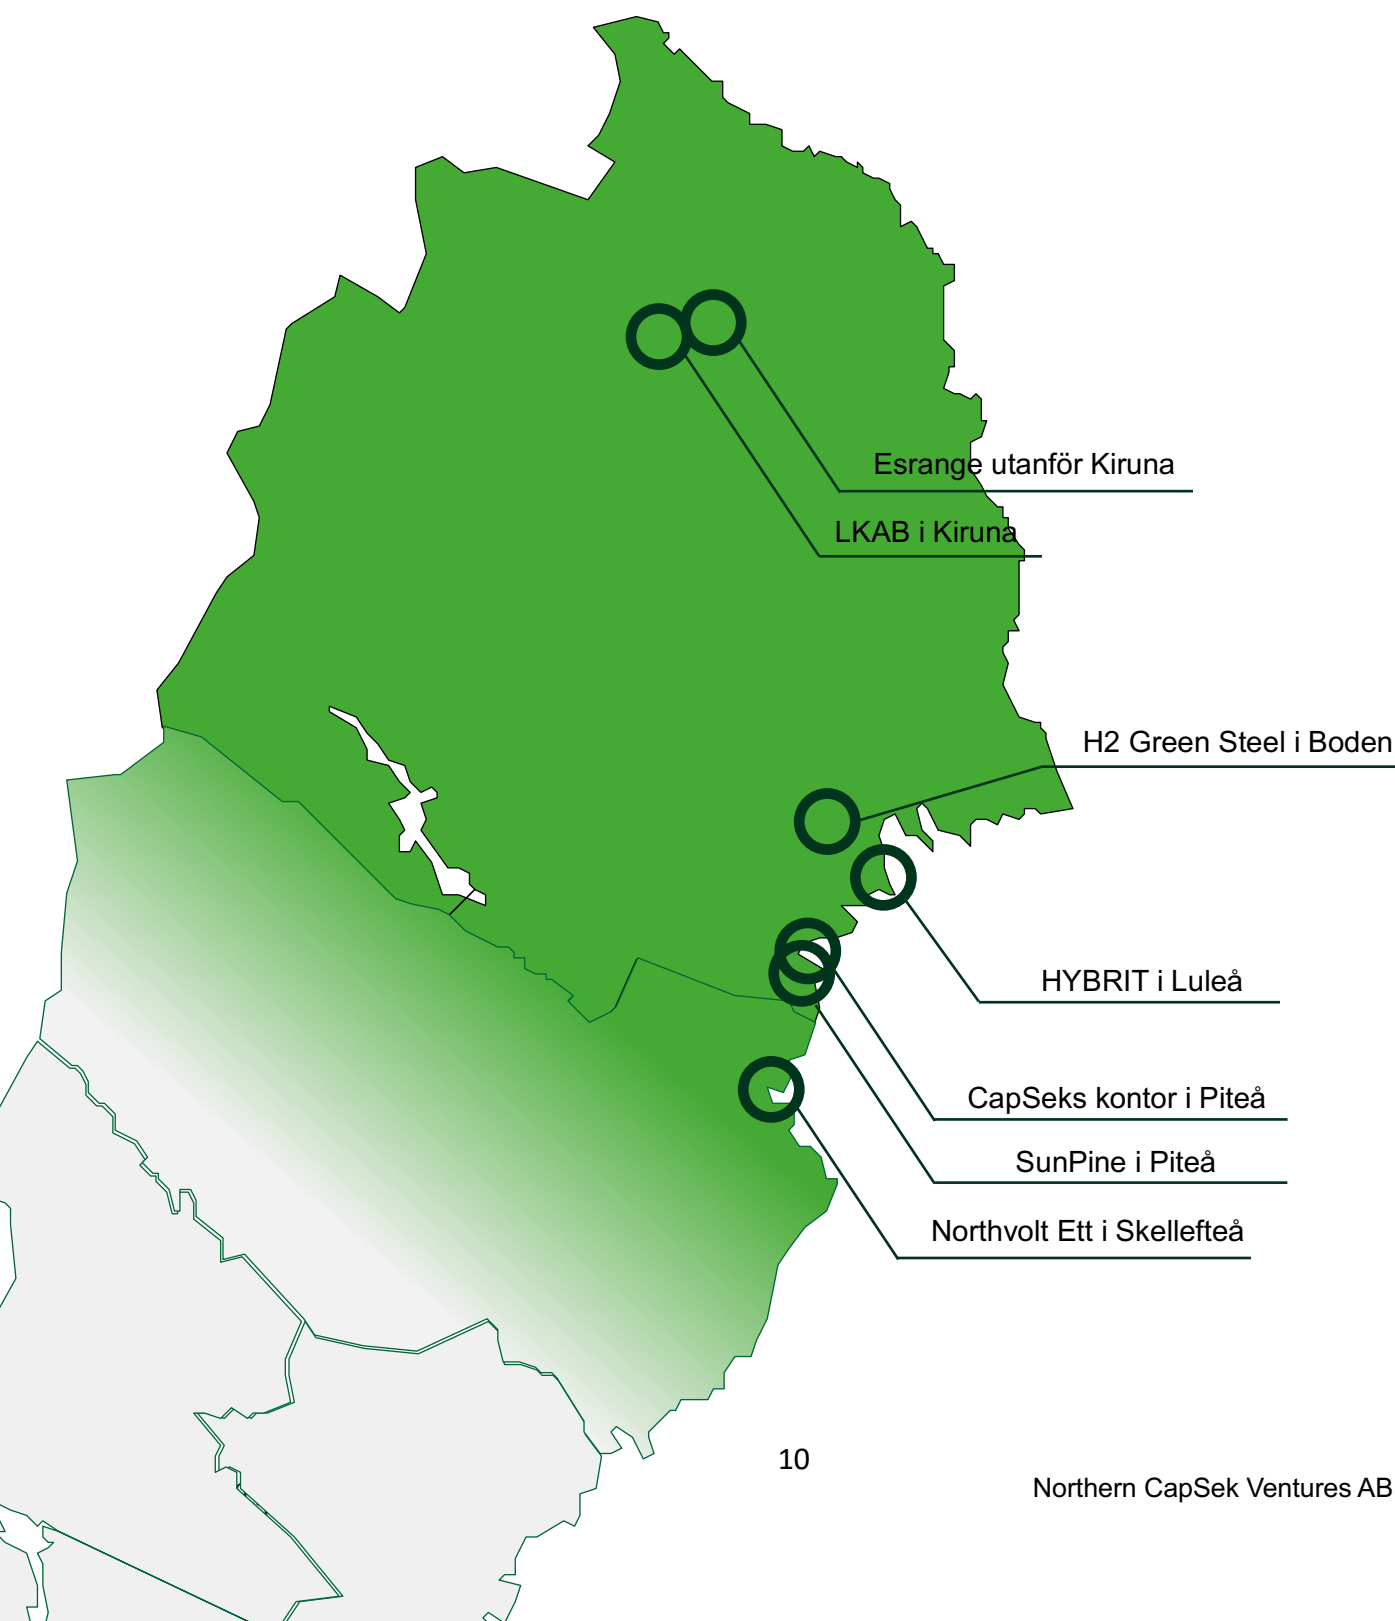 Esrange utanför Kiruna
LKAB i Kiruna
H2 Green Steel i Boden
HYBRIT i Luleå
CapSeks kontor i Piteå
SunPine i Piteå
Northvolt Ett i Skellefteå
10
Northern CapSek Ventures AB